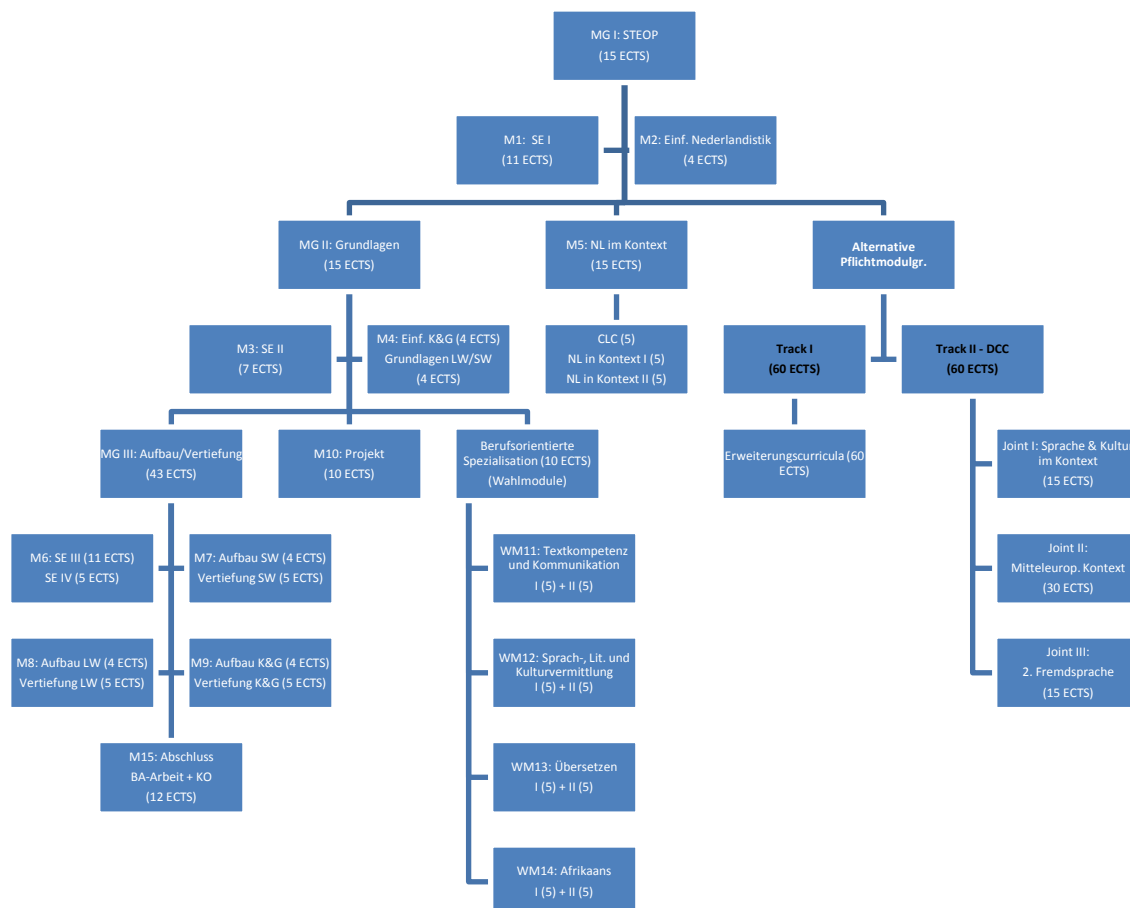 MG I: STEOP
(15 ECTS)
M1:  SE I
(11 ECTS)
M2: Einf. Nederlandistik
(4 ECTS)
MG II: Grundlagen
(15 ECTS)
M5: NL im Kontext
(15 ECTS)
Alternative
Pflichtmodulgr.
M3: SE II
(7 ECTS)
M4: Einf. K&G (4 ECTS)
Grundlagen LW/SW
(4 ECTS)
CLC (5)
NL in Kontext I (5)
NL in Kontext II (5)
Track I
(60 ECTS)
Track II - DCC
(60 ECTS)
MG III: Aufbau/Vertiefung
(43 ECTS)
M10: Projekt
(10 ECTS)
Berufsorientierte
Spezialisation (10 ECTS)
(Wahlmodule)
Erweiterungscurricula (60
ECTS)
Joint I: Sprache & Kultur
im Kontext
(15 ECTS)
M6: SE III (11 ECTS)
SE IV (5 ECTS)
M7: Aufbau SW (4 ECTS)
Vertiefung SW (5 ECTS)
WM11: Textkompetenz
und Kommunikation
I (5) + II (5)
Joint II:
Mitteleurop. Kontext
(30 ECTS)
M8: Aufbau LW (4 ECTS)
Vertiefung LW (5 ECTS)
M9: Aufbau K&G (4 ECTS)
Vertiefung K&G (5 ECTS)
WM12: Sprach-, Lit. und
Kulturvermittlung
I (5) + II (5)
Joint III:
2. Fremdsprache
(15 ECTS)
M15: Abschluss
BA-Arbeit + KO
(12 ECTS)
WM13: Übersetzen
I (5) + II (5)
WM14: Afrikaans
I (5) + II (5)